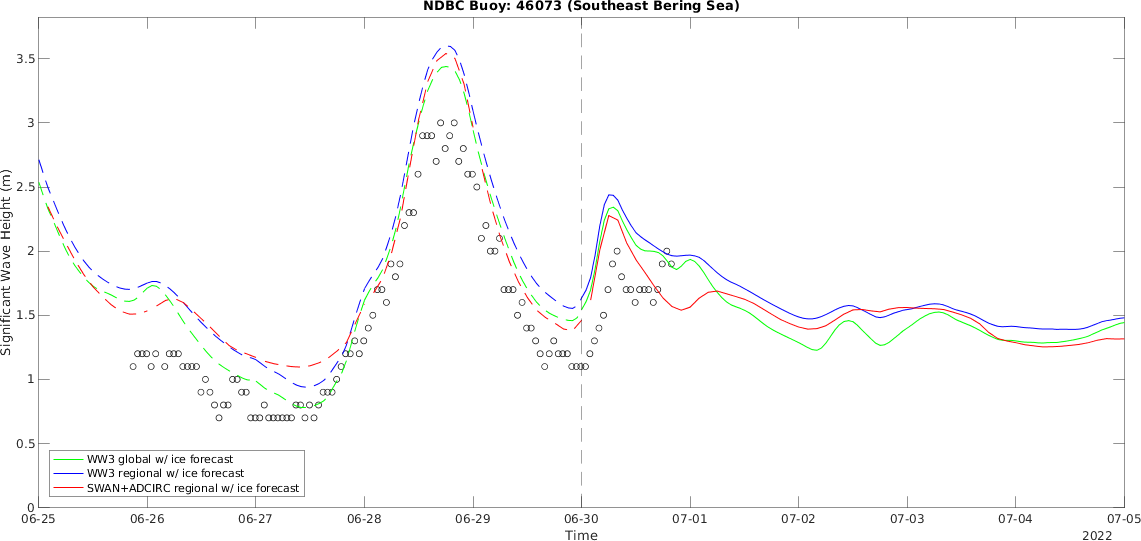 NDBC Buoy: 46073 (Southeast Bering Sea)
Significant Wave Height (m)
3.5
3
2.5
2
1.5
1
0.5
0
WW3 global w/ ice forecast
WW3 regional w/ ice forecast
SWAN+ADCIRC regional w/ ice forecast
06-25 06-26 06-27 06-28 06-29 06-30 07-01 07-02 07-03 07-04 07-05
Time
2022